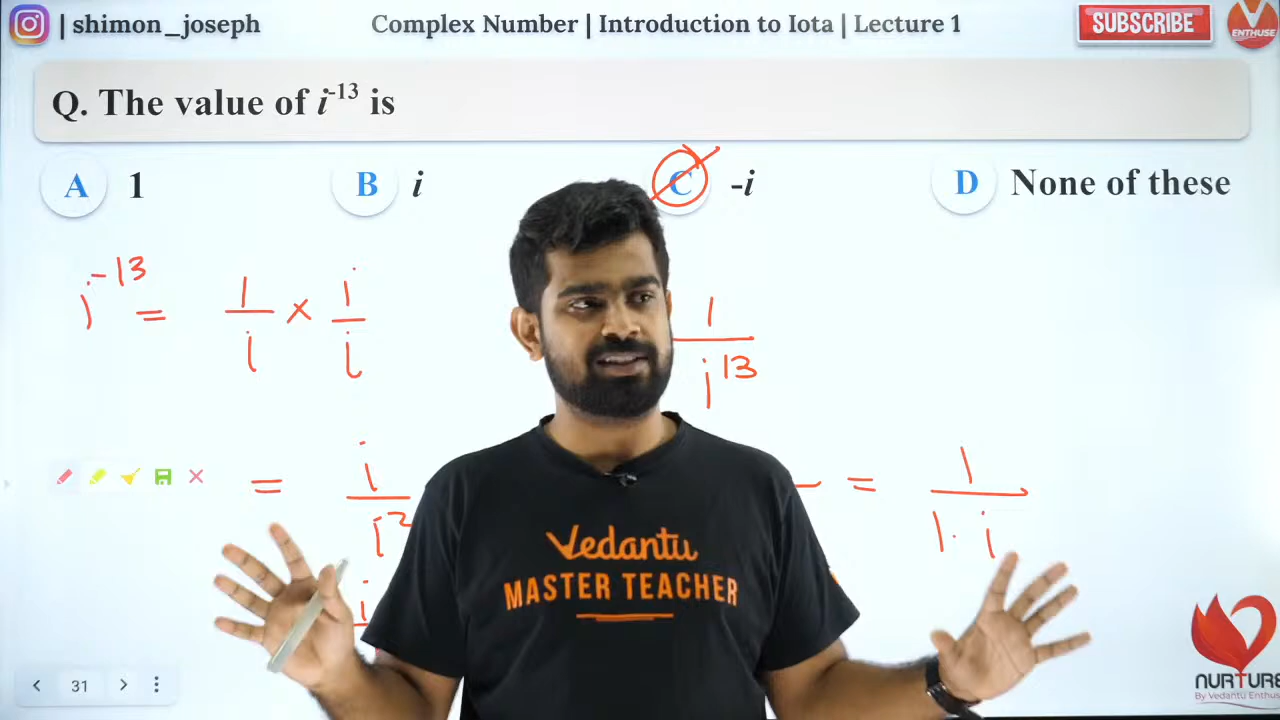 | shimon_joseph
Complex Number | Introduction to Iota | Lecture 1
SUBSCRIBE
ENTHUSE
Q. The value of i⁻¹³ is
A 1
B i
C -i
D None of these
i⁻¹³ = 1/i × i/i
1/i¹³
= i/i²
= 1/1·i
i
Vedantu
MASTER TEACHER
31
NURTURE
By Vedantu Enthuse